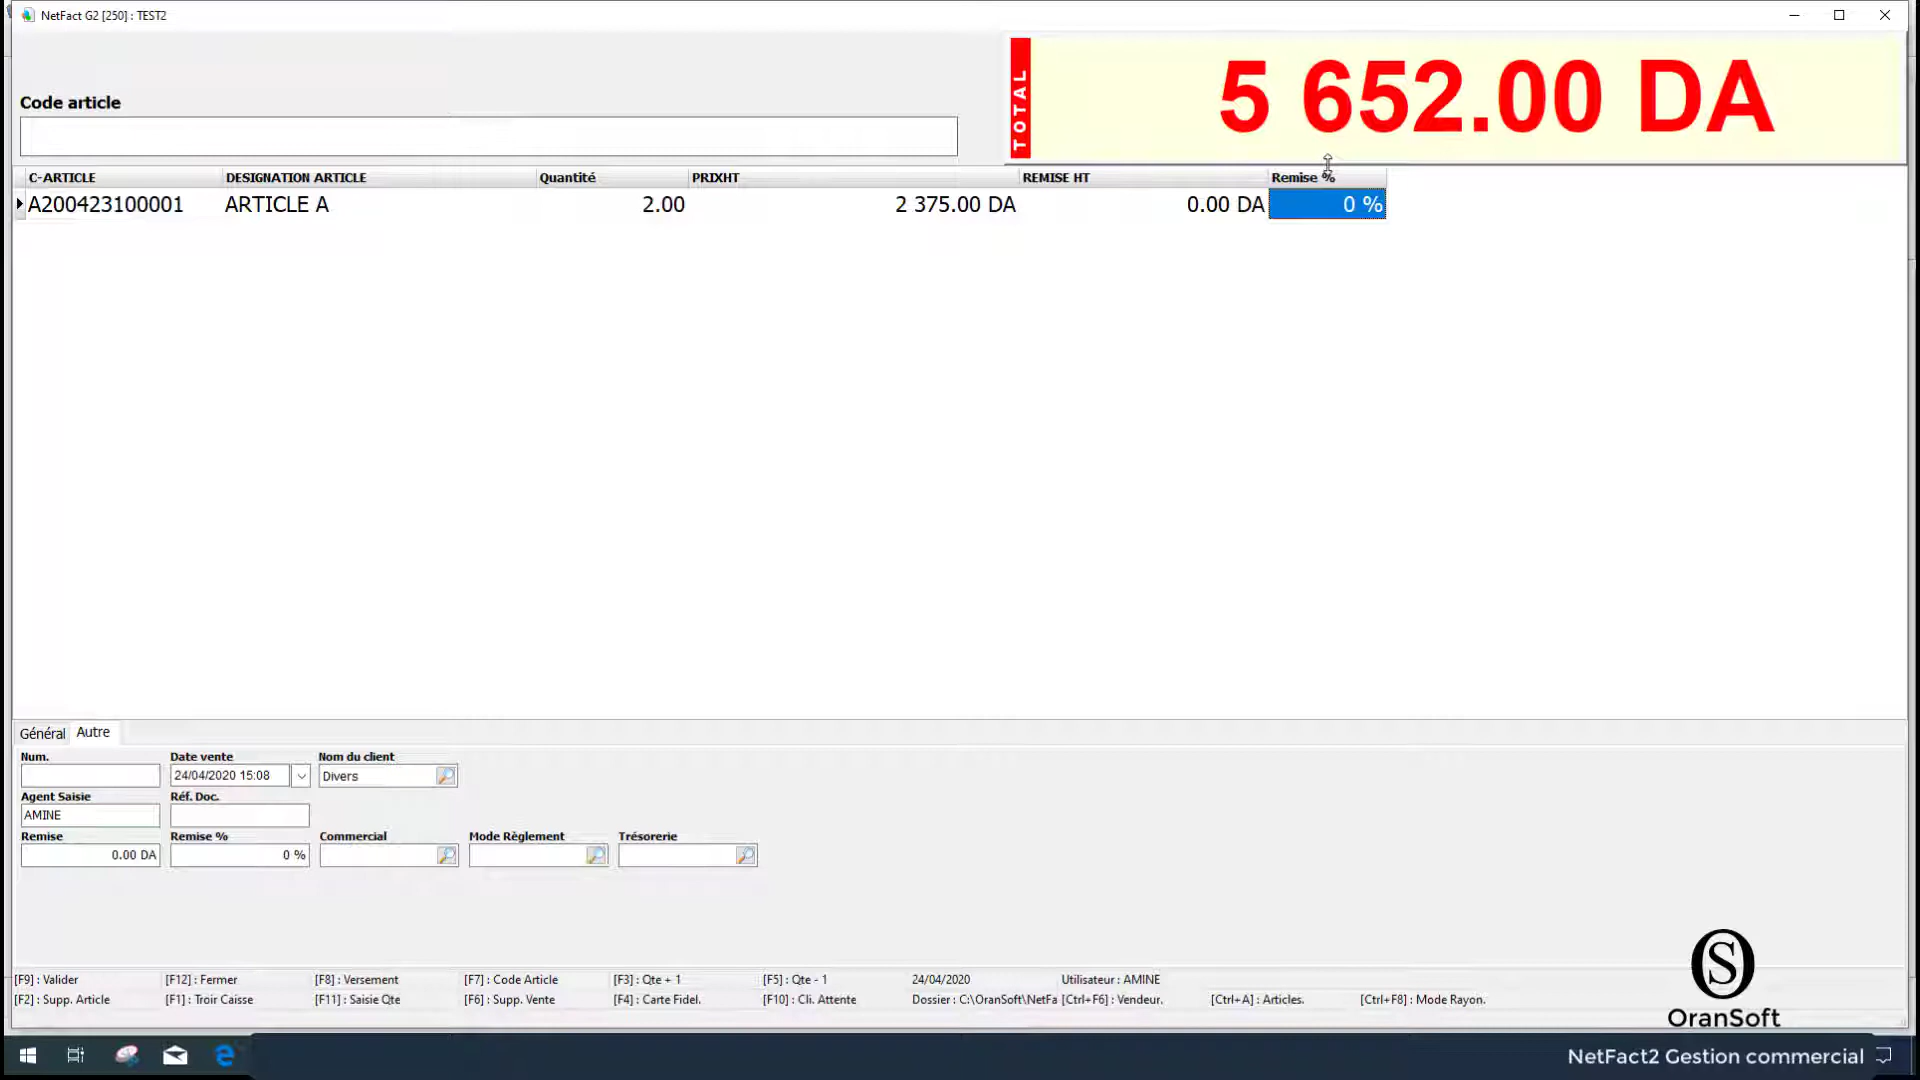 NetFact G2 [250] : TEST2
TOTAL
5 652.00 DA
Code article
C-ARTICLE DESIGNATION ARTICLE Quantité PRIXHT REMISE HT Remise %
A200423100001 ARTICLE A 2.00 2 375.00 DA 0.00 DA 0 %
Général Autre
Num. Date vente Nom du client
24/04/2020 15:08 Divers
Agent Saisie Réf. Doc.
AMINE
Remise Remise % Commercial Mode Règlement Trésorerie
0.00 DA 0 %
[F9] : Valider [F12] : Fermer [F8] : Versement [F7] : Code Article [F3] : Qte + 1 [F5] : Qte - 1 24/04/2020 Utilisateur : AMINE
[F2] : Supp. Article [F1] : Troir Caisse [F11] : Saisie Qte [F6] : Supp. Vente [F4] : Carte Fidel. [F10] : Cli. Attente Dossier : C:\OranSoft\NetFa [Ctrl+F6] : Vendeur. [Ctrl+A] : Articles. [Ctrl+F8] : Mode Rayon.
OS
OranSoft
NetFact2 Gestion commercial